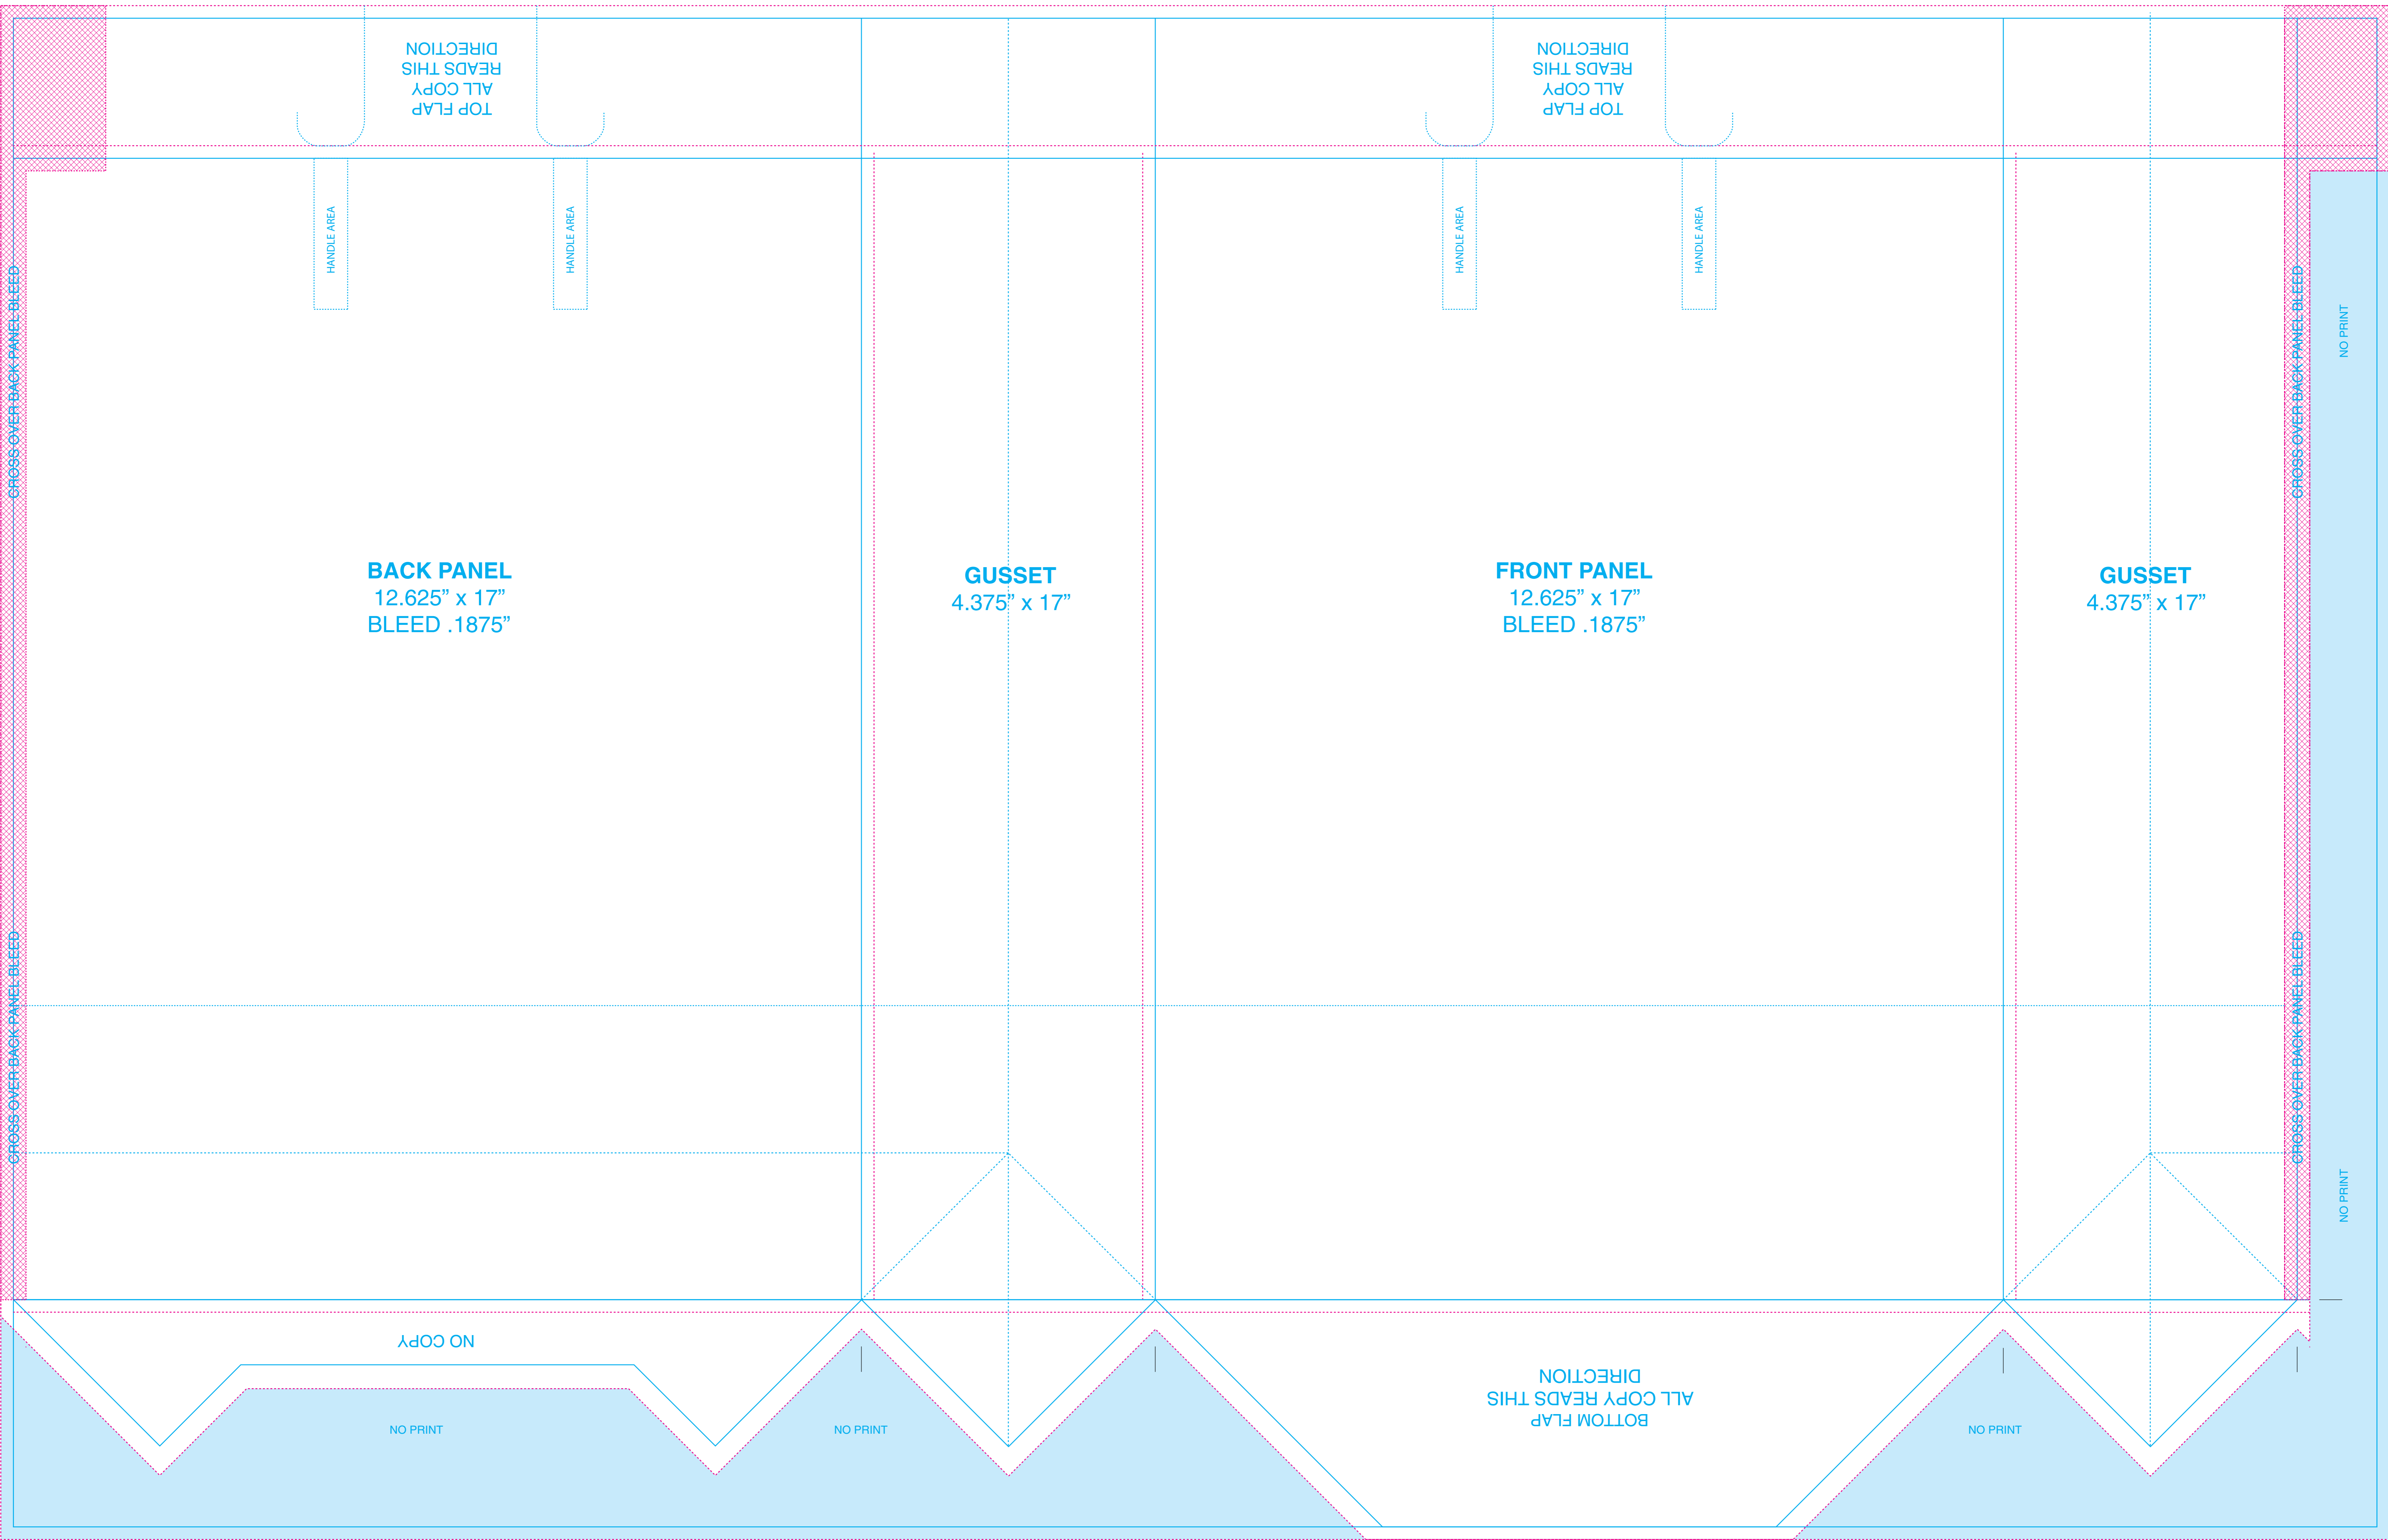 TOP FLAP
ALL COPY
READS THIS
DIRECTION
TOP FLAP
ALL COPY
READS THIS
DIRECTION
HANDLE AREA
HANDLE AREA
HANDLE AREA
HANDLE AREA
CROSS OVER BACK PANEL BLEED
CROSS OVER BACK PANEL BLEED
NO PRINT
BACK PANEL
12.625” x 17”
BLEED .1875”
GUSSET
4.375” x 17”
FRONT PANEL
12.625” x 17”
BLEED .1875”
GUSSET
4.375” x 17”
CROSS OVER BACK PANEL BLEED
CROSS OVER BACK PANEL BLEED
NO PRINT
NO COPY
BOTTOM FLAP
ALL COPY READS THIS
DIRECTION
NO PRINT
NO PRINT
NO PRINT